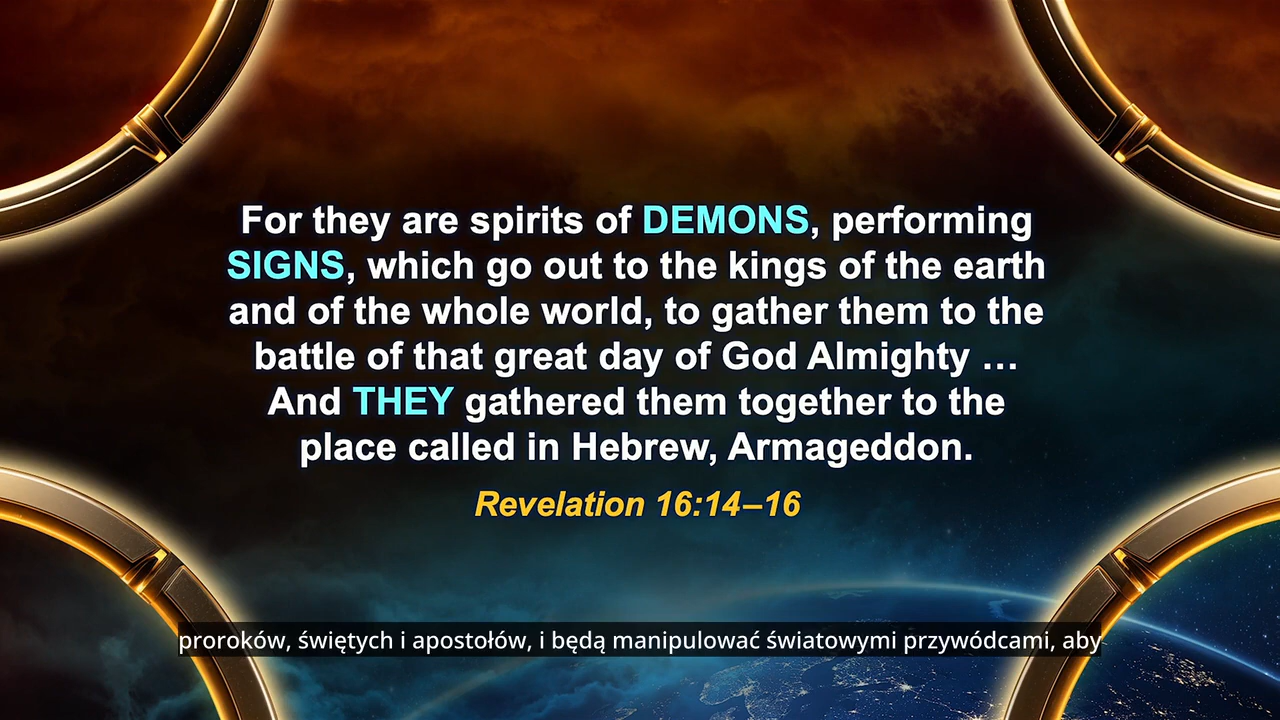 For they are spirits of DEMONS, performing
SIGNS, which go out to the kings of the earth
and of the whole world, to gather them to the
battle of that great day of God Almighty …
And THEY gathered them together to the
place called in Hebrew, Armageddon.
Revelation 16:14–16
proroków, świętych i apostołów, i będą manipulować światowymi przywódcami, aby